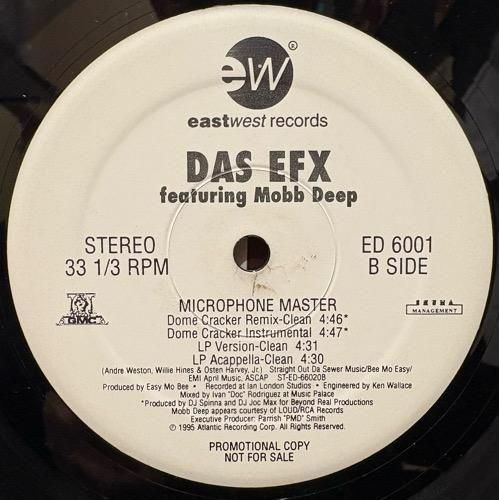 ew®
eastwest records
DAS EFX
featuring Mobb Deep
STEREO
33 1/3 RPM
ED 6001
B SIDE
GMC
MANAGEMENT
MICROPHONE MASTER
Dome Cracker Remix-Clean 4:46*
Dome Cracker Instrumental 4:47*
LP Version-Clean 4:31
LP Acappella-Clean 4:30
(Andre Weston, Willie Hines & Osten Harvey, Jr.) Straight Out Da Sewer Music/Bee Mo Easy/
EMI April Music, ASCAP ST-ED-66020B
Produced by Easy Mo Bee • Recorded at Ian London Studios • Engineered by Ken Wallace
Mixed by Ivan "Doc" Rodriguez at Music Palace
*Produced by DJ Spinna and DJ Joc Max for Beyond Real Productions
Mobb Deep appears courtesy of LOUD/RCA Records
Executive Producer: Parrish "PMD" Smith
© 1995 Atlantic Recording Corp. All Rights Reserved.
PROMOTIONAL COPY
NOT FOR SALE